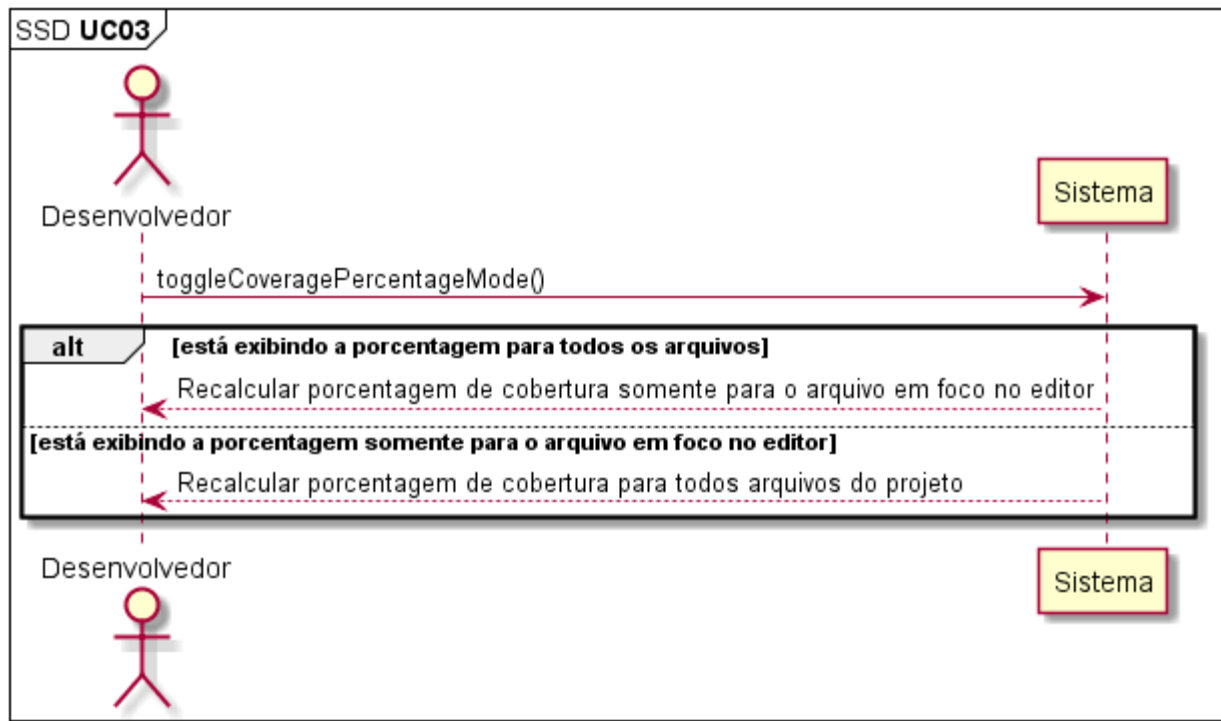 SSD UC03
Desenvolvedor
Sistema
toggleCoveragePercentageMode()
alt [está exibindo a porcentagem para todos os arquivos]
Recalcular porcentagem de cobertura somente para o arquivo em foco no editor
[está exibindo a porcentagem somente para o arquivo em foco no editor]
Recalcular porcentagem de cobertura para todos arquivos do projeto
Desenvolvedor
Sistema